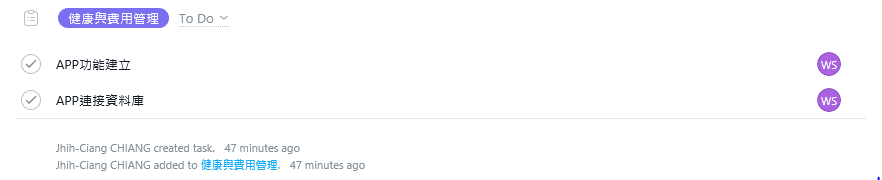 健康與費用管理 To Do
APP功能建立 WS
APP連接資料庫 WS
Jhih-Ciang CHIANG created task. 47 minutes ago
Jhih-Ciang CHIANG added to 健康與費用管理. 47 minutes ago